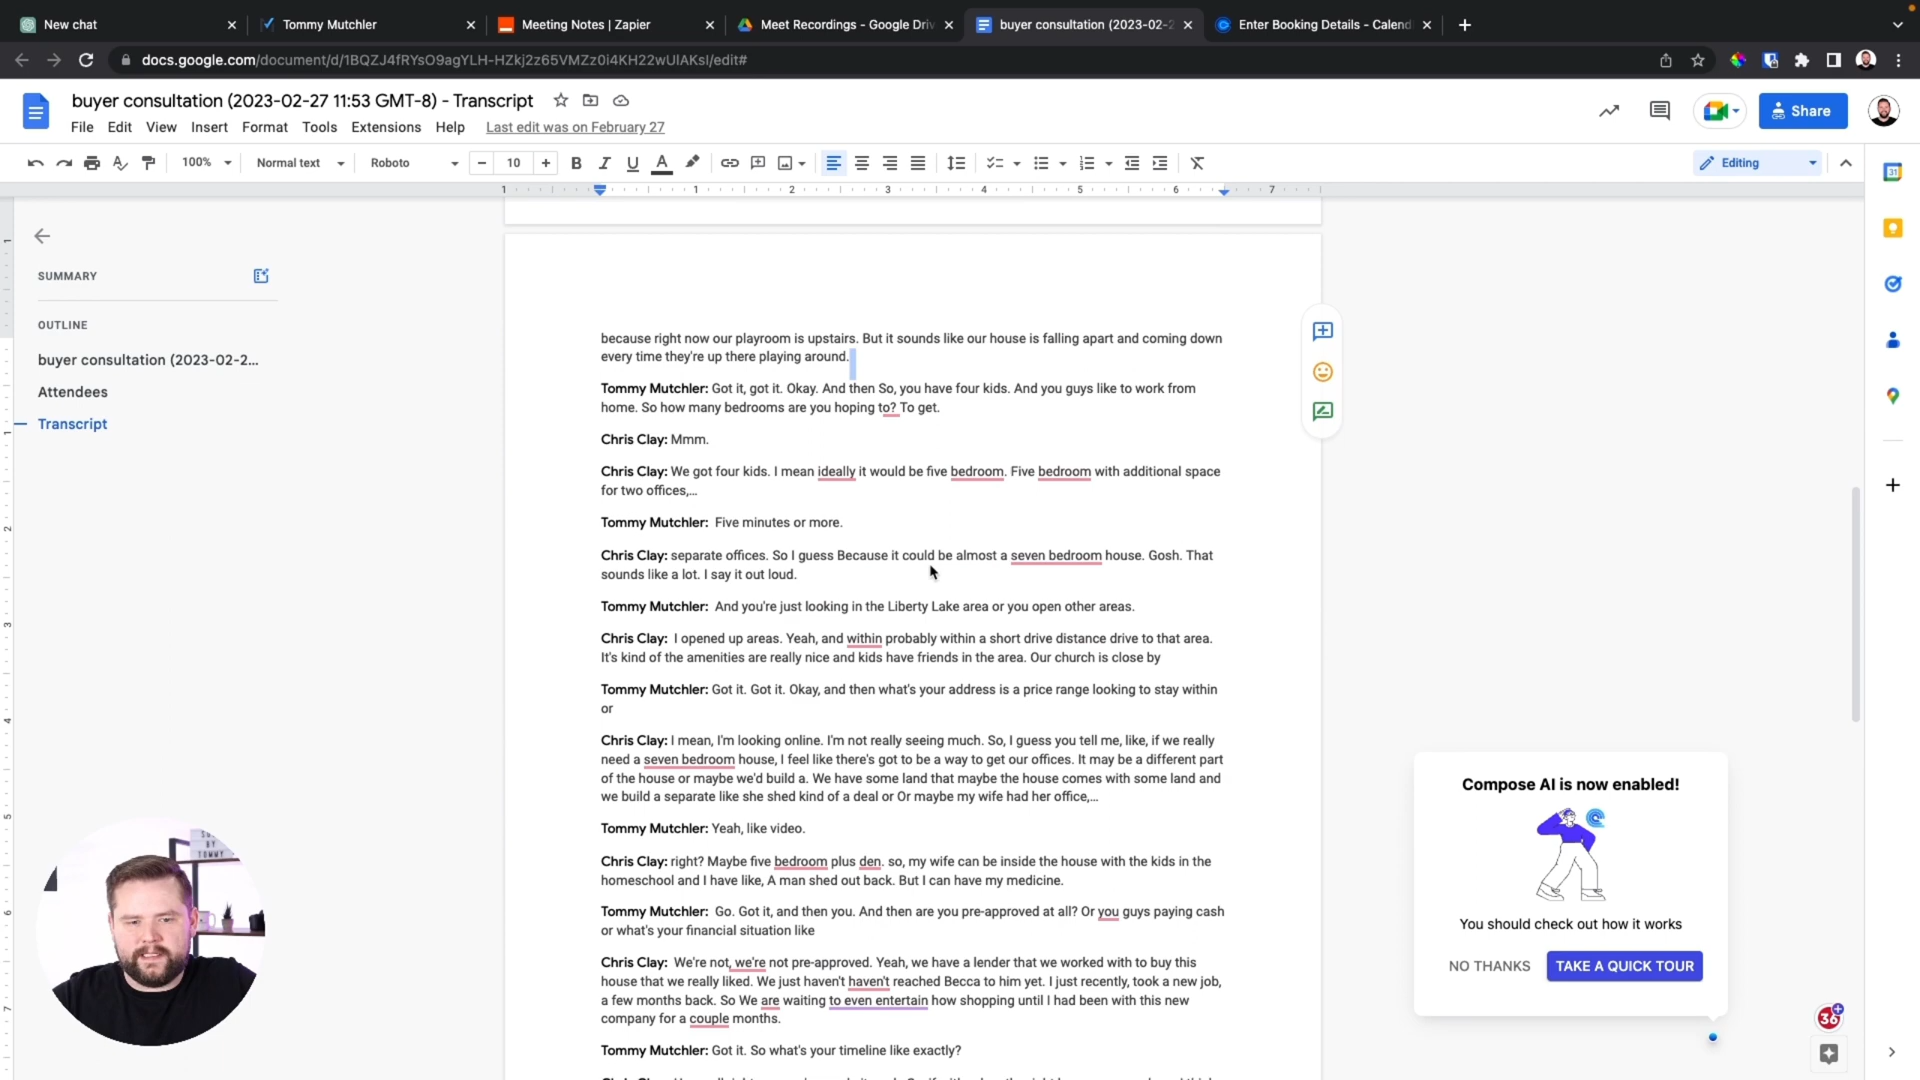 New chat
Tommy Mutchler
Meeting Notes | Zapier
Meet Recordings - Google Driv
buyer consultation (2023-02-2
Enter Booking Details - Calend
docs.google.com/document/d/1BQZJ4fRYsO9agYLH-HZkj2z65VMZz0i4KH22wUlAKsI/edit#
buyer consultation (2023-02-27 11:53 GMT-8) - Transcript
File Edit View Insert Format Tools Extensions Help Last edit was on February 27
Share
100% Normal text Roboto 10 B I U A Editing
1 1 2 3 4 5 6 7
SUMMARY
OUTLINE
buyer consultation (2023-02-2...
Attendees
Transcript
because right now our playroom is upstairs. But it sounds like our house is falling apart and coming down
every time they're up there playing around.
Tommy Mutchler: Got it, got it. Okay. And then So, you have four kids. And you guys like to work from
home. So how many bedrooms are you hoping to? To get.
Chris Clay: Mmm.
Chris Clay: We got four kids. I mean ideally it would be five bedroom. Five bedroom with additional space
for two offices,...
Tommy Mutchler: Five minutes or more.
Chris Clay: separate offices. So I guess Because it could be almost a seven bedroom house. Gosh. That
sounds like a lot. I say it out loud.
Tommy Mutchler: And you're just looking in the Liberty Lake area or you open other areas.
Chris Clay: I opened up areas. Yeah, and within probably within a short drive distance drive to that area.
It's kind of the amenities are really nice and kids have friends in the area. Our church is close by
Tommy Mutchler: Got it. Got it. Okay, and then what's your address is a price range looking to stay within
or
Chris Clay: I mean, I'm looking online. I'm not really seeing much. So, I guess you tell me, like, if we really
need a seven bedroom house, I feel like there's got to be a way to get our offices. It may be a different part
of the house or maybe we'd build a. We have some land that maybe the house comes with some land and
we build a separate like she shed kind of a deal or Or maybe my wife had her office,...
Tommy Mutchler: Yeah, like video.
Chris Clay: right? Maybe five bedroom plus den. so, my wife can be inside the house with the kids in the
homeschool and I have like, A man shed out back. But I can have my medicine.
Tommy Mutchler: Go. Got it, and then you. And then are you pre-approved at all? Or you guys paying cash
or what's your financial situation like
Chris Clay: We're not, we're not pre-approved. Yeah, we have a lender that we worked with to buy this
house that we really liked. We just haven't haven't reached Becca to him yet. I just recently, took a new job,
a few months back. So We are waiting to even entertain how shopping until I had been with this new
company for a couple months.
Tommy Mutchler: Got it. So what's your timeline like exactly?
Compose AI is now enabled!
You should check out how it works
NO THANKS
TAKE A QUICK TOUR
36
31
BY
TOMMY